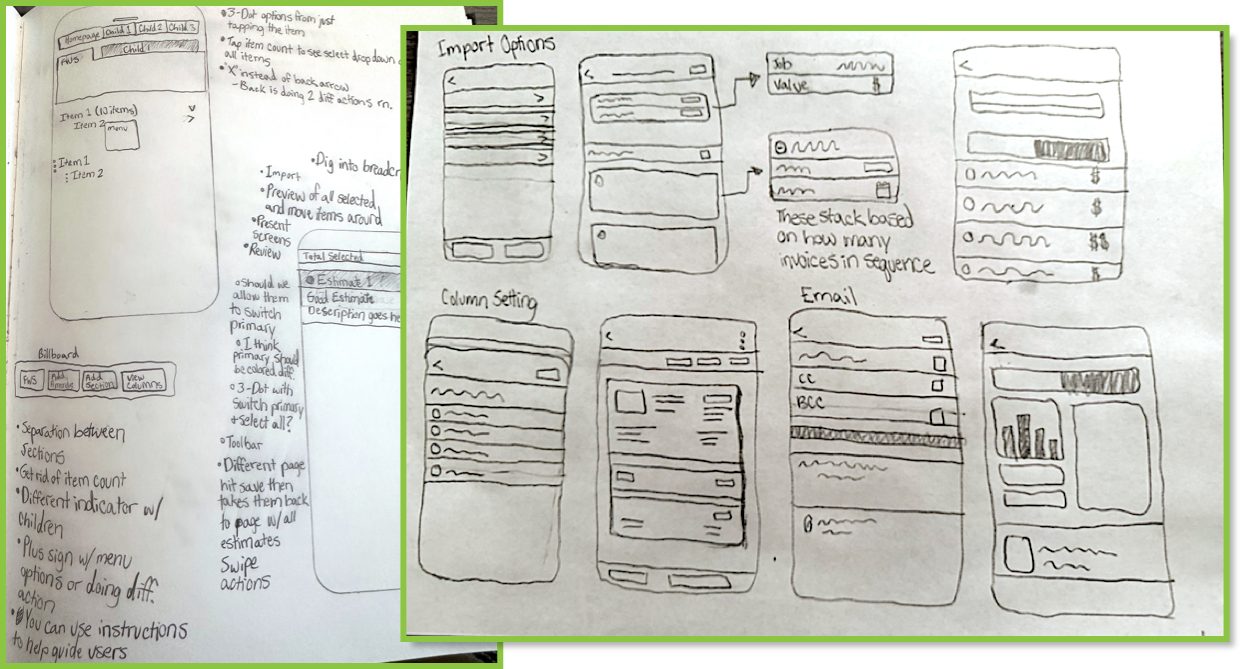 Homepage Child 1 Child 2 Child 3
Child 1
FWS
Item 1 (10 items)
Item 2
menu
Item 1
Item 2
•3-Dot options from just
tapping the item
•Tap item count to see select dropdown
all items
•"X" instead of back arrow
-Back is doing 2 diff actions rn.
•Dig into breadcr
•Import
•Preview of all selected
and move items around
•Present
screens
•Review
Total Selected
Estimate 1
Good Estimate
Description goes he
Should we
allow them
to switch
primary
I think
primary should
be colored diff.
3-Dot with
switch primary
+select all?
Toolbar
•Different page
hit save then
takes them back
to page w/ all
estimates
Swipe
actions
Billboard
FWS
Add
Section
View
Columns
•Separation between
sections
•Get rid of item count
•Different indicator w/
children
•Plus sign w/ menu
options or doing diff.
action
•You can use instructions
to help guide users
Import Options
Job
Value $
These stack based
on how many
invoices in sequence
$
$
$
Column Setting
Email
CC
BCC